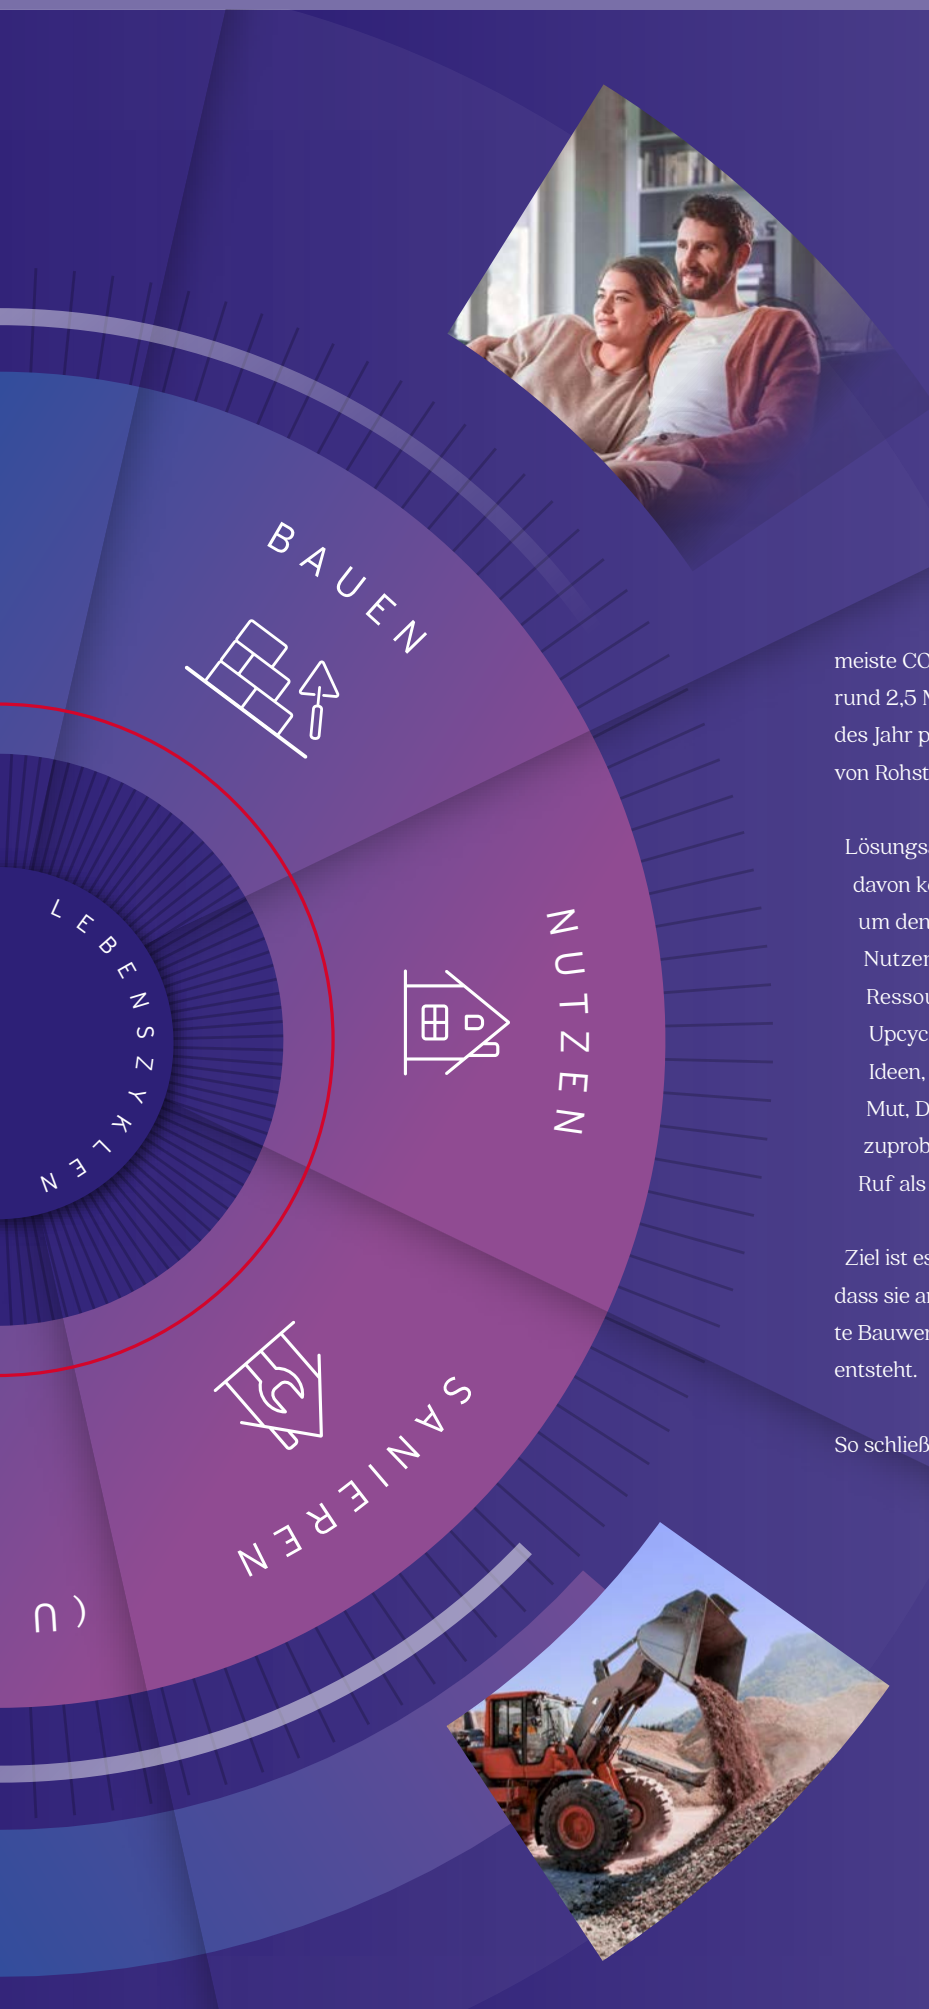 BAUEN
LEBENSZYKLEN
NUTZEN
SANIEREN
(U
meiste CO
rund 2,5 M
des Jahr p
von Rohst
Lösungs
davon k
um den
Nutzer
Ressou
Upcyc
Ideen,
Mut, D
zuprob
Ruf als
Ziel ist es
dass sie a
te Bauwer
entsteht.
So schließ